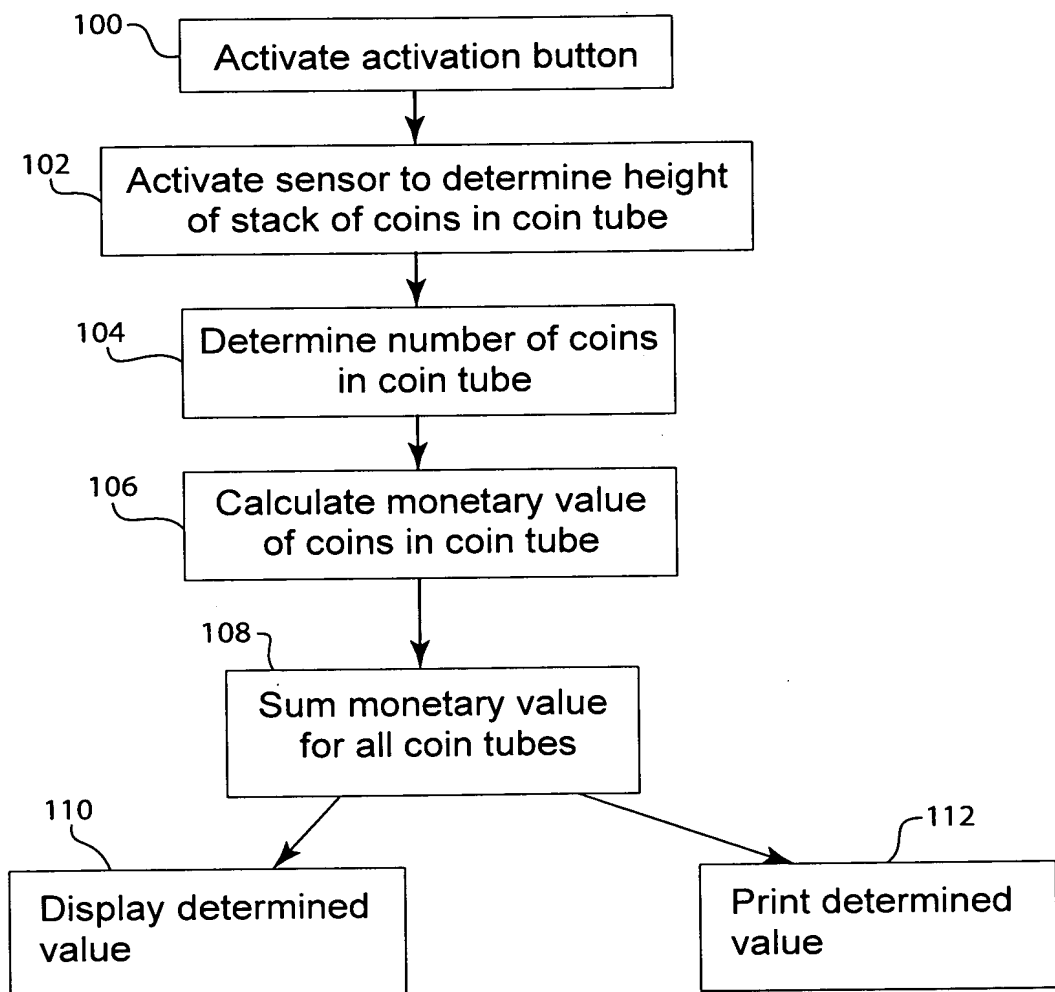 100
Activate activation button
102
Activate sensor to determine height
of stack of coins in coin tube
104
Determine number of coins
in coin tube
106
Calculate monetary value
of coins in coin tube
108
Sum monetary value
for all coin tubes
110
Display determined
value
112
Print determined
value